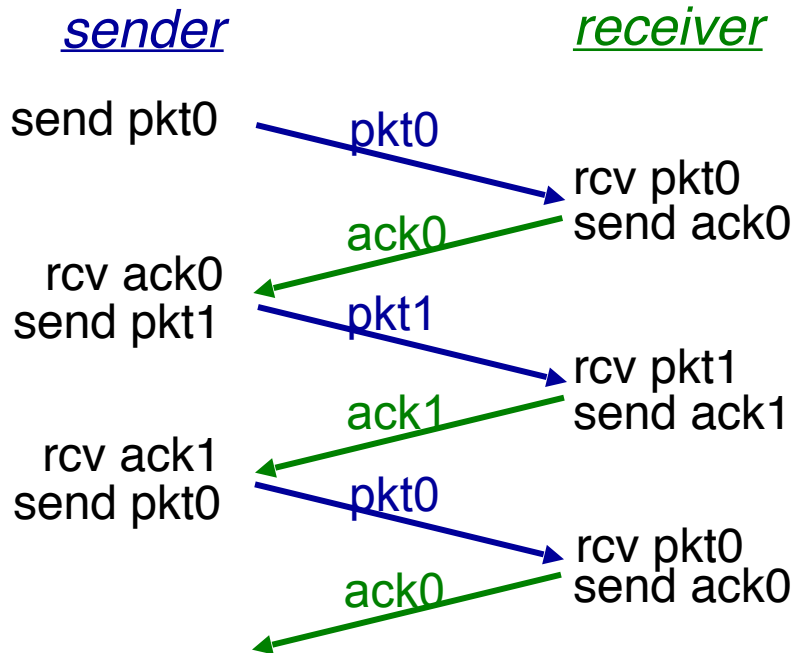 sender
receiver
send pkt0
pkt0
rcv pkt0
send ack0
ack0
rcv ack0
send pkt1
pkt1
rcv pkt1
send ack1
ack1
rcv ack1
send pkt0
pkt0
rcv pkt0
send ack0
ack0